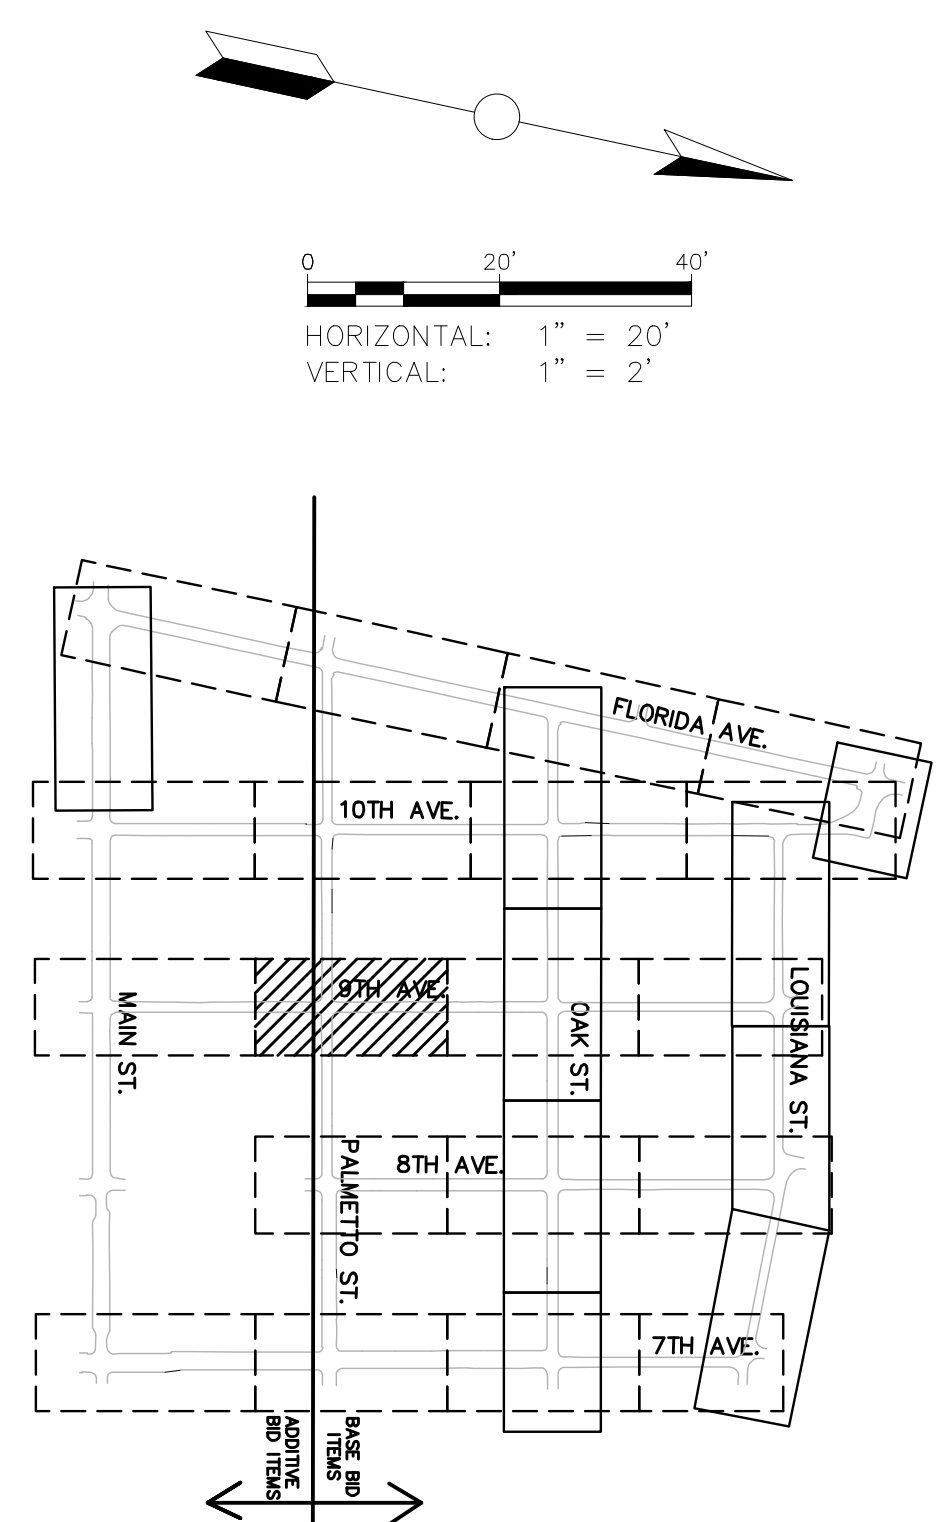 0 20' 40'
HORIZONTAL: 1" = 20'
VERTICAL: 1" = 2'
FLORIDA AVE.
10TH AVE.
9TH AVE.
MAIN ST.
OAK ST.
LOUISIANA ST.
8TH AVE.
PALMETTO ST.
7TH AVE.
ADDITIVE
BID ITEMS
BASE BID
ITEMS